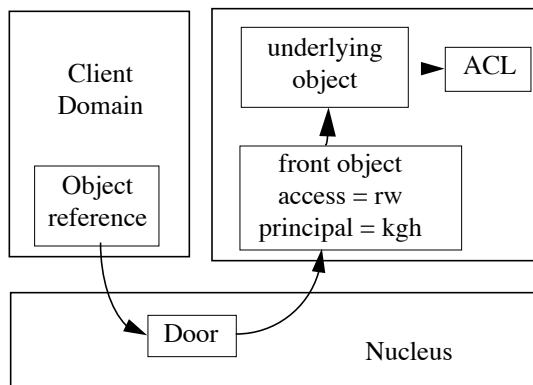 Client
Domain
Object
reference
underlying
object
ACL
front object
access = rw
principal = kgh
Door
Nucleus